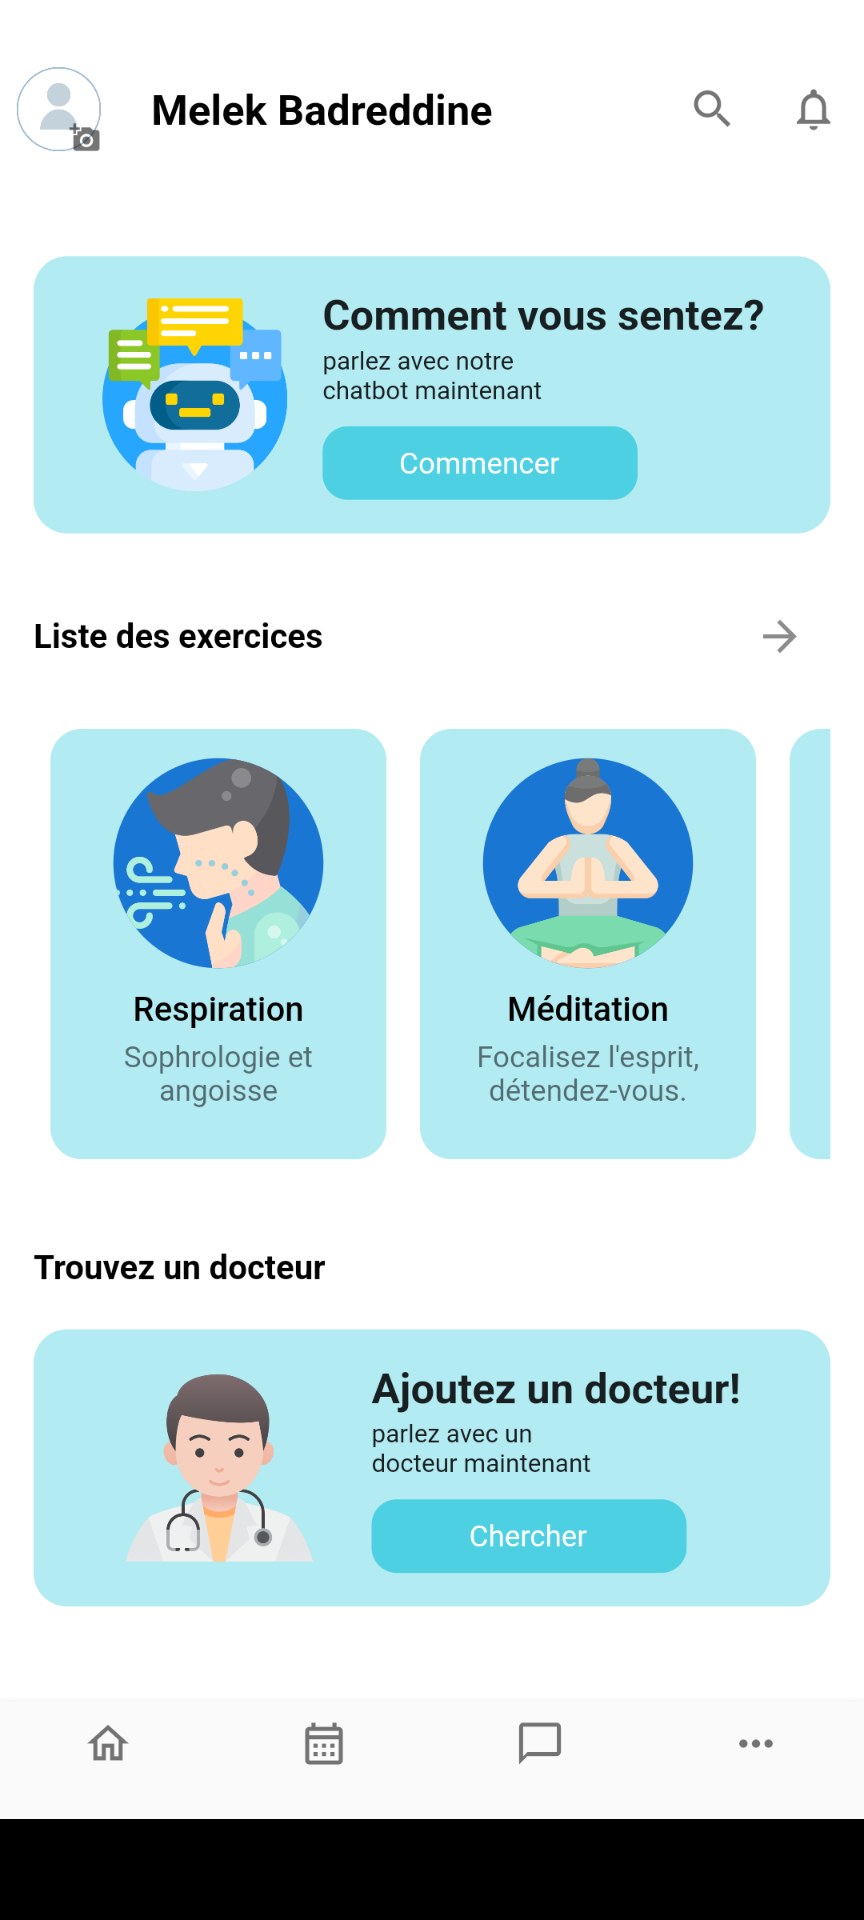 Melek Badreddine
Comment vous sentez?
parlez avec notre
chatbot maintenant
Commencer
Liste des exercices
Respiration
Sophrologie et
angoisse
Méditation
Focalisez l'esprit,
détendez-vous.
Trouvez un docteur
Ajoutez un docteur!
parlez avec un
docteur maintenant
Chercher